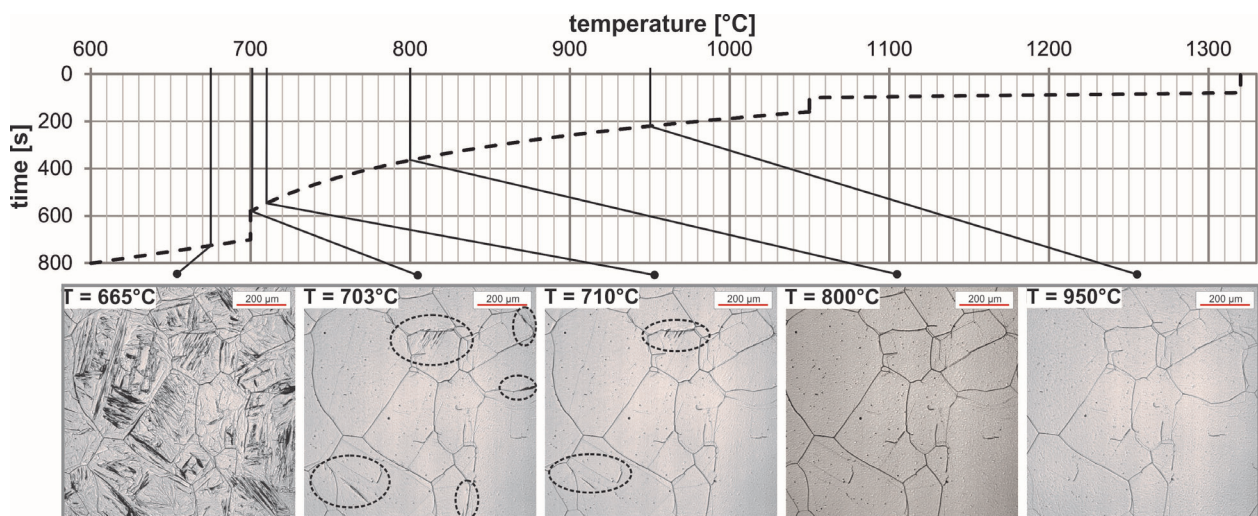 temperature [°C]
600 700 800 900 1000 1100 1200 1300
time [s]
0
200
400
600
800
T = 665°C 200 µm
T = 703°C 200 µm
T = 710°C 200 µm
T = 800°C 200 µm
T = 950°C 200 µm